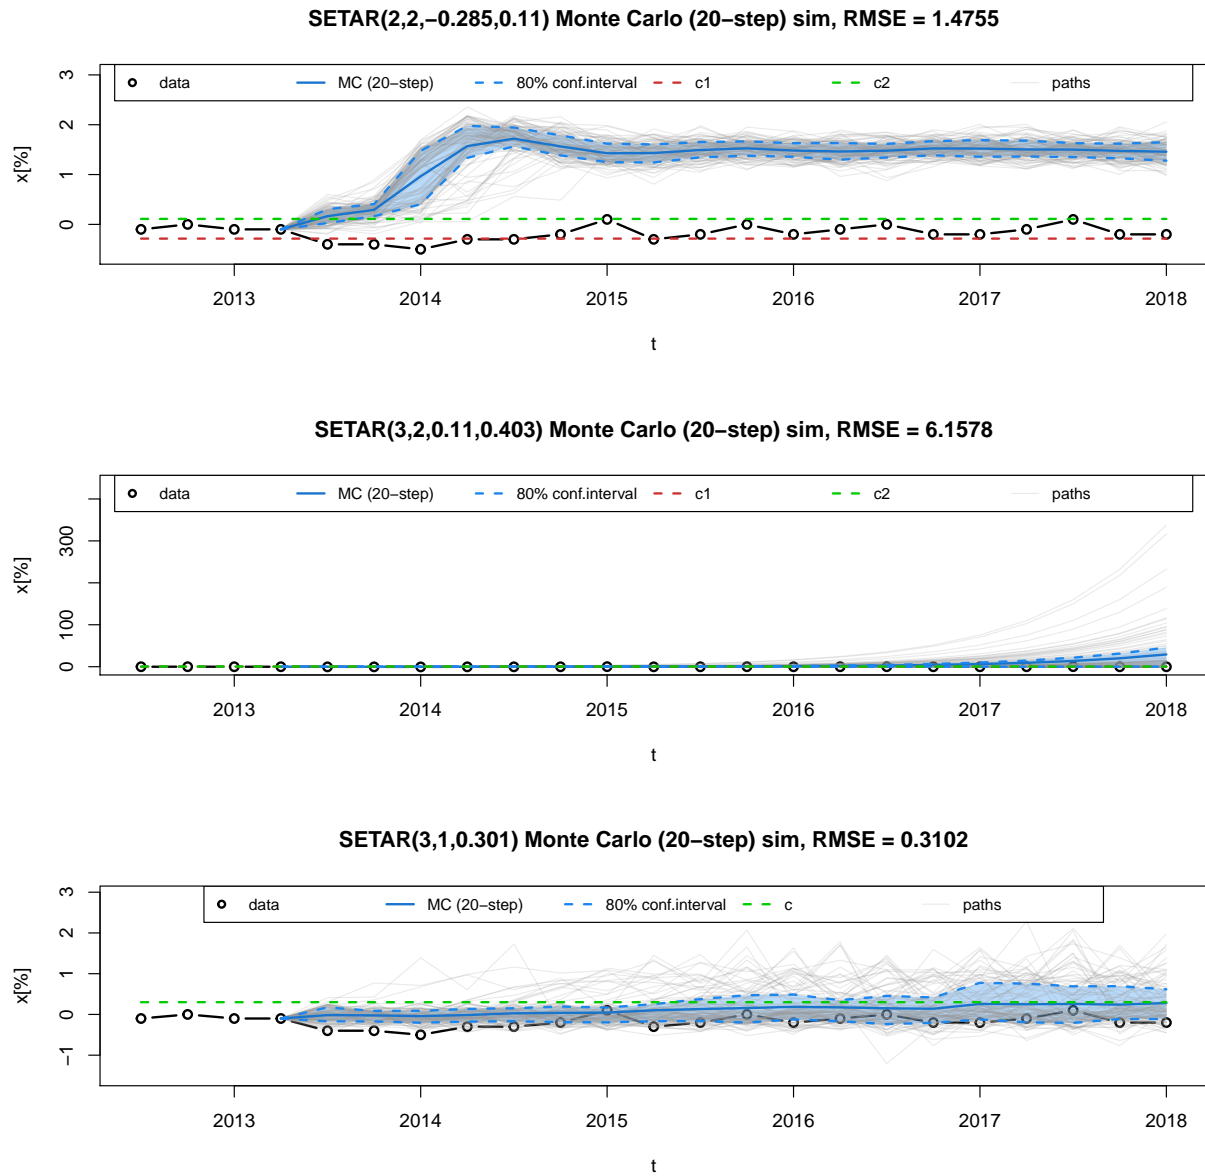 SETAR(2,2,−0.285,0.11) Monte Carlo (20−step) sim, RMSE = 1.4755
data MC (20−step) 80% conf.interval c1 c2 paths
3
2
1
0
x[%]
2013 2014 2015 2016 2017 2018
t
SETAR(3,2,0.11,0.403) Monte Carlo (20−step) sim, RMSE = 6.1578
data MC (20−step) 80% conf.interval c1 c2 paths
300
100
0
x[%]
2013 2014 2015 2016 2017 2018
t
SETAR(3,1,0.301) Monte Carlo (20−step) sim, RMSE = 0.3102
data MC (20−step) 80% conf.interval c paths
3
2
1
0
−1
x[%]
2013 2014 2015 2016 2017 2018
t